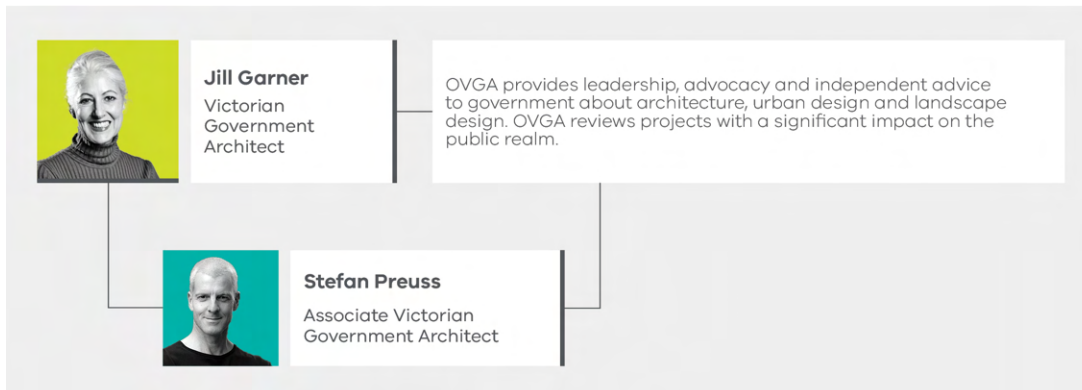 Jill Garner
Victorian
Government
Architect
OVGA provides leadership, advocacy and independent advice
to government about architecture, urban design and landscape
design. OVGA reviews projects with a significant impact on the
public realm.
Stefan Preuss
Associate Victorian
Government Architect